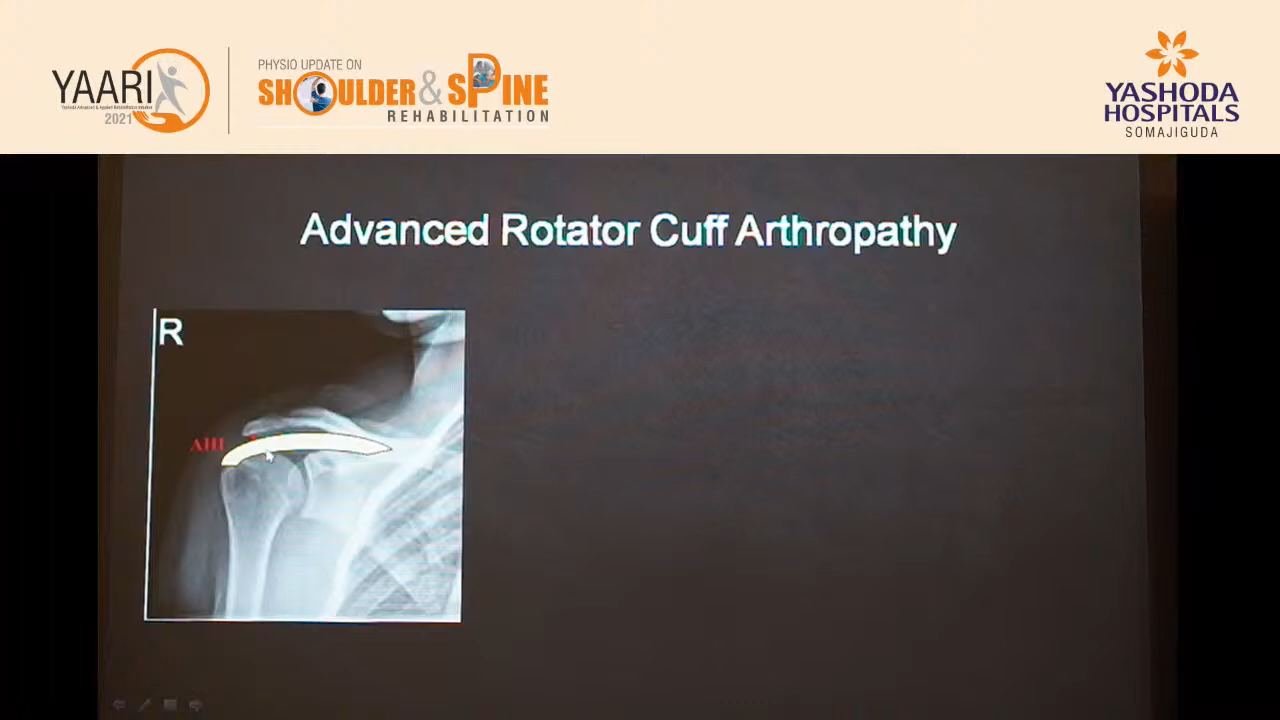 YAARI
2021
PHYSIO UPDATE ON
SHOULDER & SPINE
REHABILITATION
YASHODA
HOSPITALS
SOMAJIGUDA
Advanced Rotator Cuff Arthropathy
R
AHI